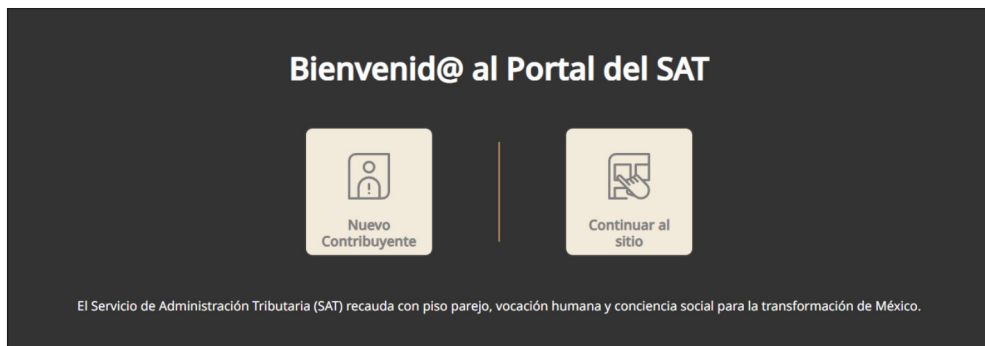 Bienvenid@ al Portal del SAT
Nuevo
Contribuyente
Continuar al
sitio
El Servicio de Administración Tributaria (SAT) recauda con piso parejo, vocación humana y conciencia social para la transformación de México.